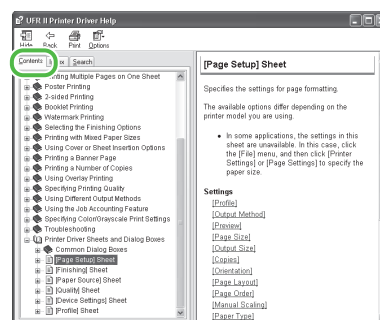 UFR II Printer Driver Help
Hide Back Print Options
Contents Search
Printing Multiple Pages on One Sheet
Poster Printing
2-sided Printing
Booklet Printing
Watermark Printing
Selecting the Finishing Options
Printing with Mixed Paper Sizes
Using Cover or Sheet Insertion Options
Printing a Banner Page
Printing a Number of Copies
Using Overlay Printing
Specifying Printing Quality
Using Different Output Methods
Using the Job Accounting Feature
Specifying Color/Grayscale Print Settings
Troubleshooting
Printer Driver Sheets and Dialog Boxes
Common Dialog Boxes
[Page Setup] Sheet
[Finishing] Sheet
[Paper Source] Sheet
[Quality] Sheet
[Device Settings] Sheet
[Profile] Sheet
[Page Setup] Sheet
Specifies the settings for page formatting.
The available options differ depending on the
printer model you are using.
• In some applications, the settings in this
sheet are unavailable. In this case, click
the [File] menu, and then click [Printer
Settings] or [Page Settings] to specify the
paper size.
Settings
[Profile]
[Output Method]
[Preview]
[Page Size]
[Output Size]
[Copies]
[Orientation]
[Page Layout]
[Page Order]
[Manual Scaling]
[Paper Type]